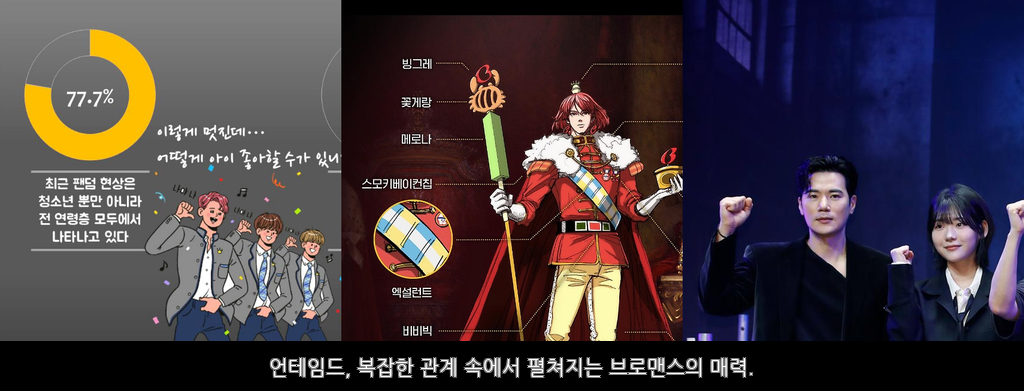 77.7%
이렇게 멋진데...
어떻게 아이 좋아할 수가 있니
최근 팬덤 현상은
청소년 뿐만 아니라
전 연령층 모두에서
나타나고 있다
빙그레
꽃게랑
메로나
스모키베이컨칩
엑설런트
비비빅
언테임드, 복잡한 관계 속에서 펼쳐지는 브로맨스의 매력.